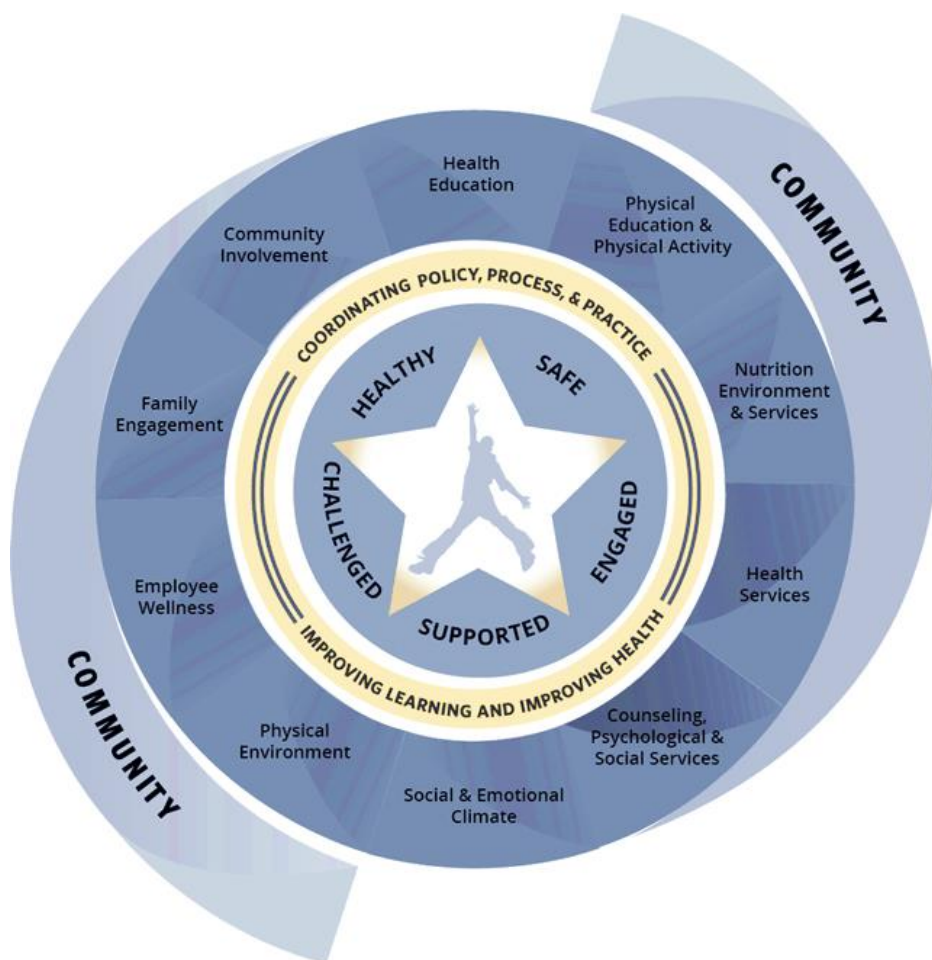 COMMUNITY
Health
Education
Physical
Education &
Physical Activity
Nutrition
Environment
& Services
Health
Services
Counseling,
Psychological &
Social Services
Social & Emotional
Climate
Physical
Environment
Employee
Wellness
Family
Engagement
Community
Involvement
COORDINATING POLICY, PROCESS, & PRACTICE
IMPROVING LEARNING AND IMPROVING HEALTH
HEALTHY
SAFE
ENGAGED
SUPPORTED
CHALLENGED
COMMUNITY